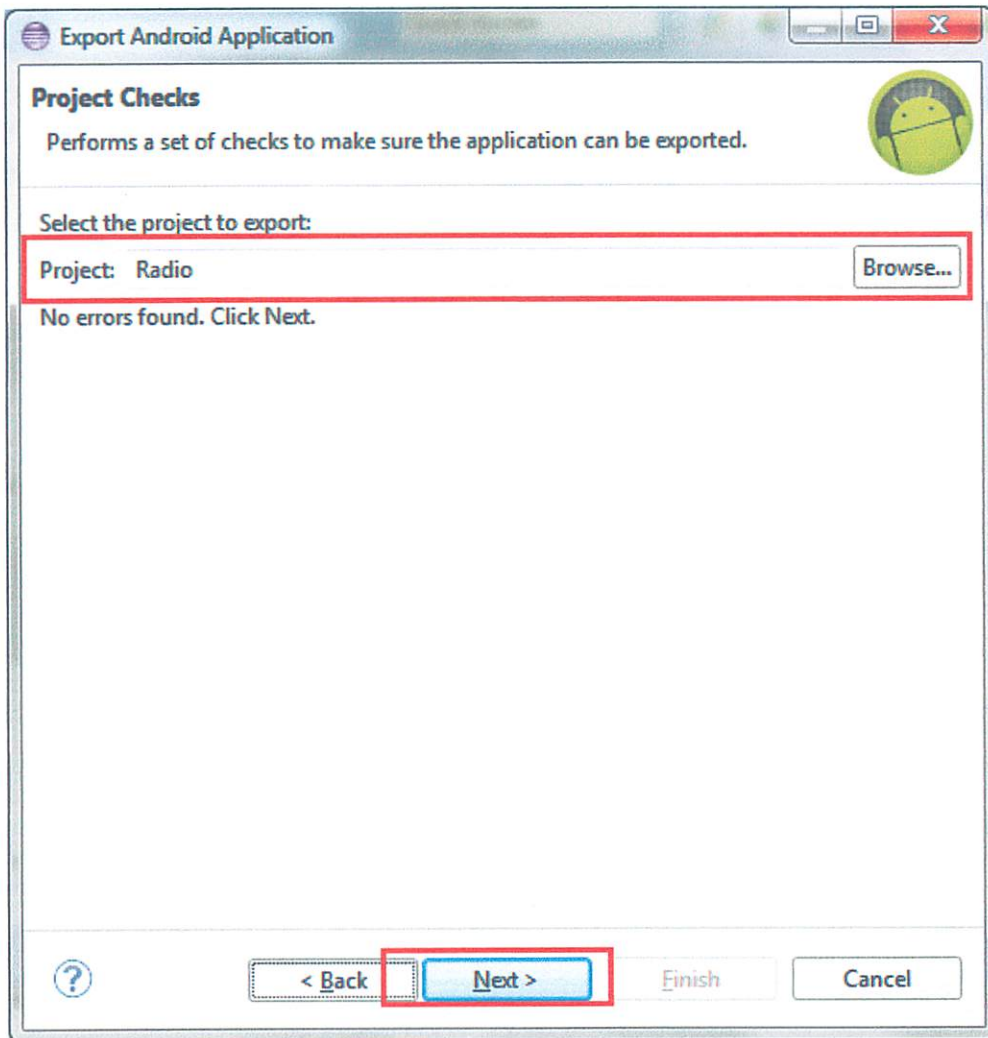 Export Android Application
Project Checks
Performs a set of checks to make sure the application can be exported.
Select the project to export:
Project: Radio Browse...
No errors found. Click Next.
? < Back Next > Finish Cancel